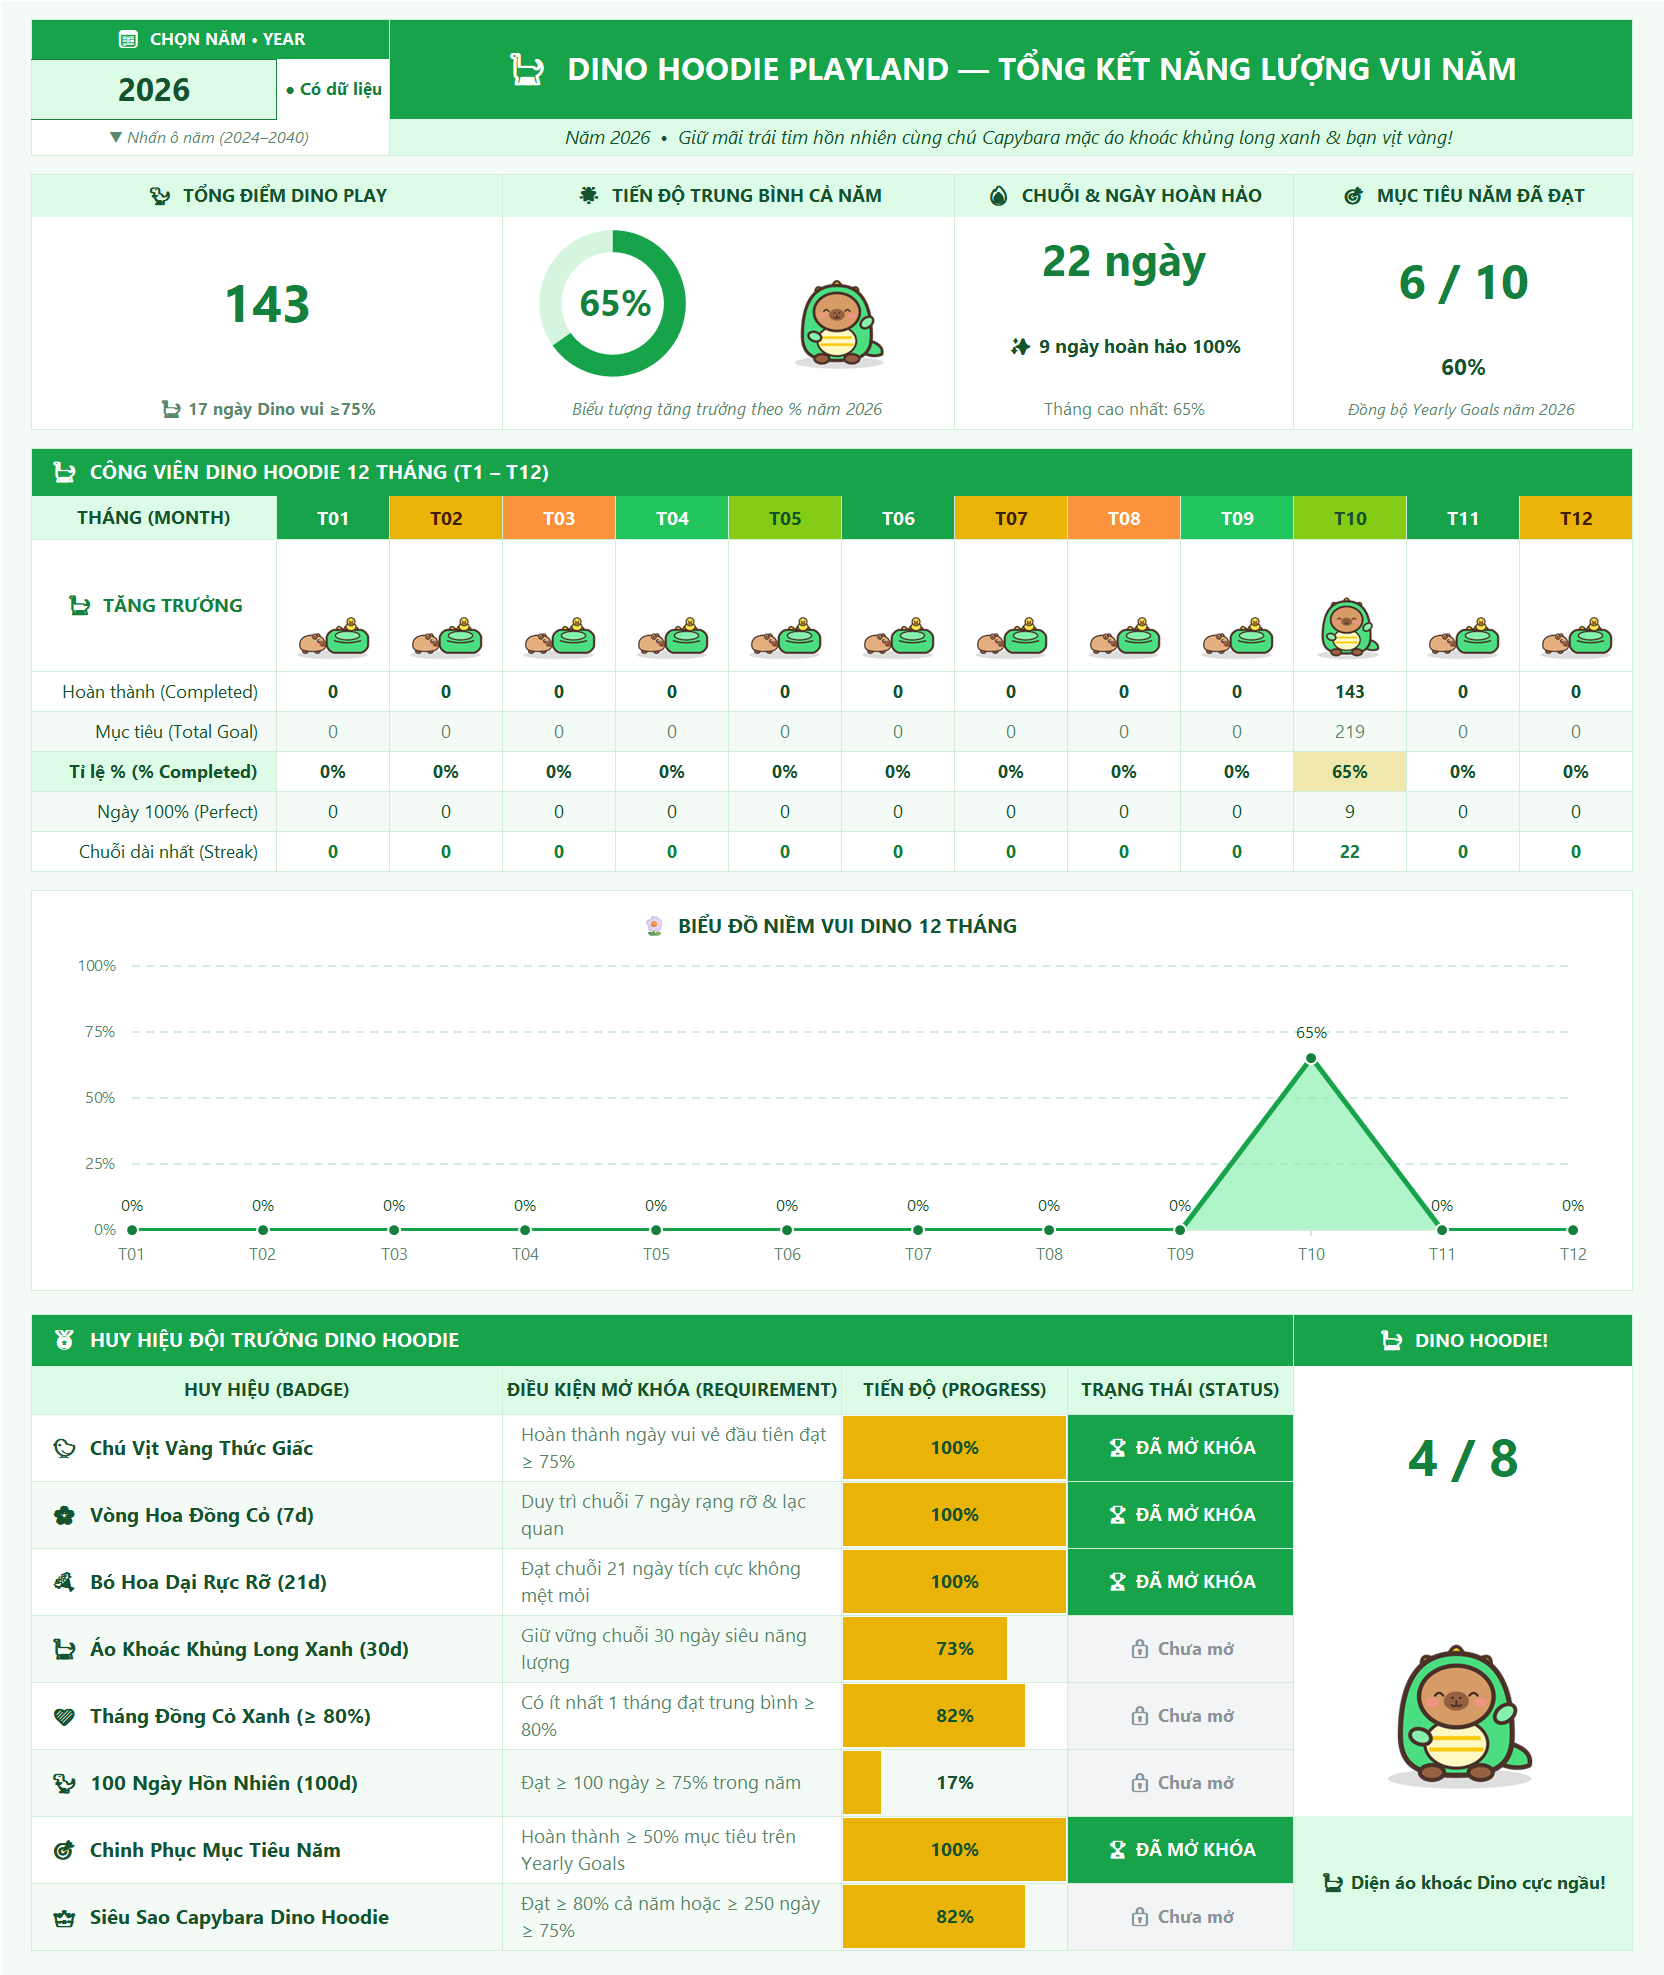 CHỌN NĂM • YEAR
2026
● Có dữ liệu
▼ Nhấn ô năm (2024–2040)
DINO HOODIE PLAYLAND — TỔNG KẾT NĂNG LƯỢNG VUI NĂM
Năm 2026 • Giữ mãi trái tim hồn nhiên cùng chú Capybara mặc áo khoác khủng long xanh & bạn vịt vàng!
TỔNG ĐIỂM DINO PLAY
143
17 ngày Dino vui ≥75%
TIẾN ĐỘ TRUNG BÌNH CẢ NĂM
65%
Biểu tượng tăng trưởng theo % năm 2026
CHUỖI & NGÀY HOÀN HẢO
22 ngày
9 ngày hoàn hảo 100%
Tháng cao nhất: 65%
MỤC TIÊU NĂM ĐÃ ĐẠT
6 / 10
60%
Đồng bộ Yearly Goals năm 2026
CÔNG VIÊN DINO HOODIE 12 THÁNG (T1 – T12)
THÁNG (MONTH) T01 T02 T03 T04 T05 T06 T07 T08 T09 T10 T11 T12
TĂNG TRƯỞNG
Hoàn thành (Completed) 0 0 0 0 0 0 0 0 0 143 0 0
Mục tiêu (Total Goal) 0 0 0 0 0 0 0 0 0 219 0 0
Tỉ lệ % (% Completed) 0% 0% 0% 0% 0% 0% 0% 0% 0% 65% 0% 0%
Ngày 100% (Perfect) 0 0 0 0 0 0 0 0 0 9 0 0
Chuỗi dài nhất (Streak) 0 0 0 0 0 0 0 0 0 22 0 0
BIỂU ĐỒ NIỀM VUI DINO 12 THÁNG
100%
75%
65%
50%
25%
0% 0% 0% 0% 0% 0% 0% 0% 0% 0% 0%
0%
T01 T02 T03 T04 T05 T06 T07 T08 T09 T10 T11 T12
HUY HIỆU ĐỘI TRƯỞNG DINO HOODIE
HUY HIỆU (BADGE) ĐIỀU KIỆN MỞ KHÓA (REQUIREMENT) TIẾN ĐỘ (PROGRESS) TRẠNG THÁI (STATUS)
Chú Vịt Vàng Thức Giấc
Hoàn thành ngày vui vẻ đầu tiên đạt
≥ 75%
100%
ĐÃ MỞ KHÓA
Vòng Hoa Đồng Cỏ (7d)
Duy trì chuỗi 7 ngày rạng rỡ & lạc
quan
100%
ĐÃ MỞ KHÓA
Bó Hoa Dại Rực Rỡ (21d)
Đạt chuỗi 21 ngày tích cực không
mệt mỏi
100%
ĐÃ MỞ KHÓA
Áo Khoác Khủng Long Xanh (30d)
Giữ vững chuỗi 30 ngày siêu năng
lượng
73%
Chưa mở
Tháng Đồng Cỏ Xanh (≥ 80%)
Có ít nhất 1 tháng đạt trung bình ≥
80%
82%
Chưa mở
100 Ngày Hồn Nhiên (100d)
Đạt ≥ 100 ngày ≥ 75% trong năm
17%
Chưa mở
Chinh Phục Mục Tiêu Năm
Hoàn thành ≥ 50% mục tiêu trên
Yearly Goals
100%
ĐÃ MỞ KHÓA
Siêu Sao Capybara Dino Hoodie
Đạt ≥ 80% cả năm hoặc ≥ 250 ngày
≥ 75%
82%
Chưa mở
DINO HOODIE!
4 / 8
Diện áo khoác Dino cực ngầu!